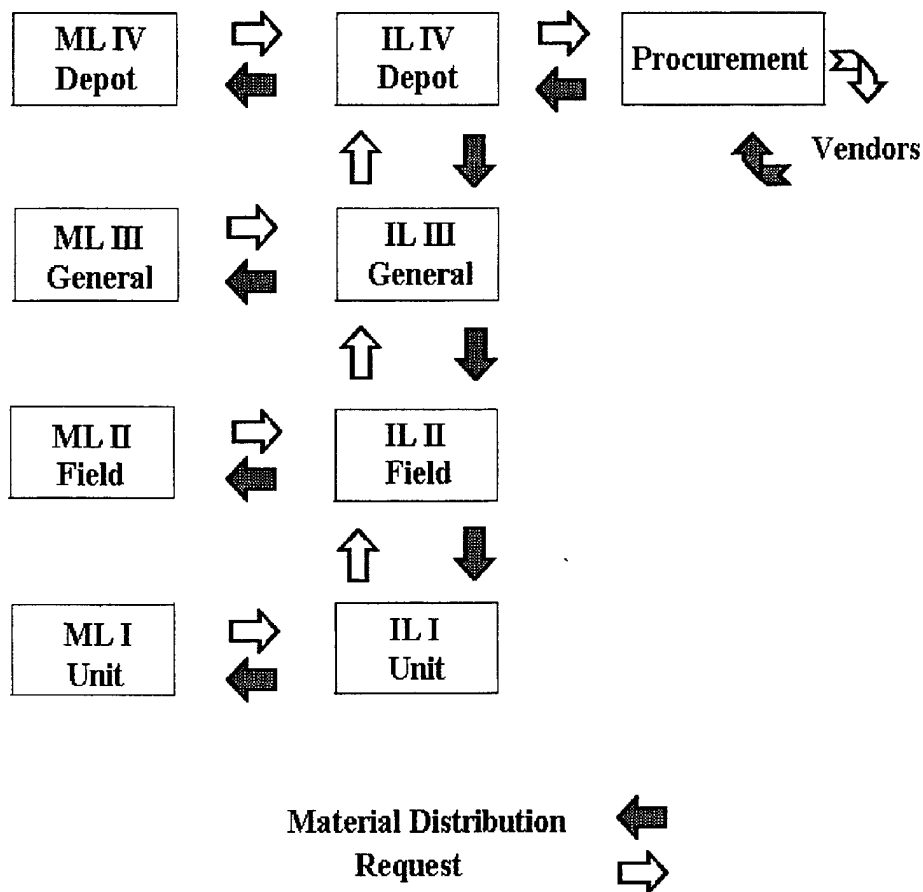 ML IV
Depot
IL IV
Depot
Procurement
Vendors
ML III
General
IL III
General
ML II
Field
IL II
Field
ML I
Unit
IL I
Unit
Material Distribution
Request